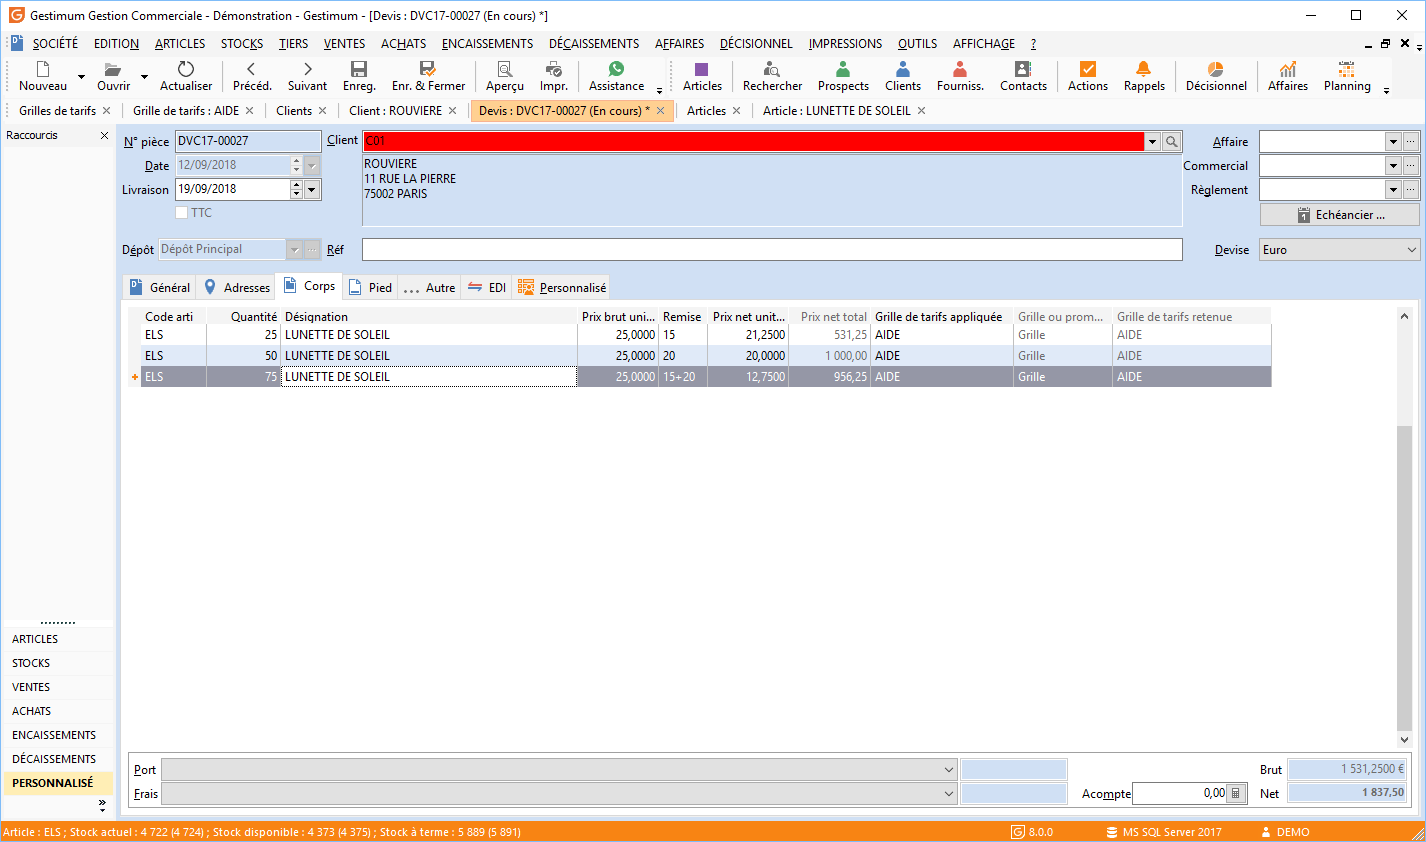 Gestimum Gestion Commerciale - Démonstration - Gestimum - [Devis : DVC17-00027 (En cours) *]
SOCIÉTÉ EDITION ARTICLES STOCKS TIERS VENTES ACHATS ENCAISSEMENTS DÉCAISSEMENTS AFFAIRES DÉCISIONNEL IMPRESSIONS OUTILS AFFICHAGE ?
Nouveau Ouvrir Actualiser Précéd. Suivant Enreg. Enr. & Fermer Aperçu Impr. Assistance Articles Rechercher Prospects Clients Fourniss. Contacts Actions Rappels Décisionnel Affaires Planning
Grilles de tarifs Grille de tarifs : AIDE Clients Client : ROUVIERE Devis : DVC17-00027 (En cours) * Articles Article : LUNETTE DE SOLEIL
Raccourcis
N° pièce DVC17-00027 Client C01 Affaire
Date 12/09/2018 ROUVIERE Commercial
11 RUE LA PIERRE
Livraison 19/09/2018 75002 PARIS Règlement
TTC Echéancier ...
Dépôt Dépôt Principal Réf Devise Euro
Général Adresses Corps Pied ... Autre EDI Personnalisé
Code arti Quantité Désignation Prix brut uni... Remise Prix net unit... Prix net total Grille de tarifs appliquée Grille ou prom... Grille de tarifs retenue
ELS 25 LUNETTE DE SOLEIL 25,0000 15 21,2500 531,25 AIDE Grille AIDE
ELS 50 LUNETTE DE SOLEIL 25,0000 20 20,0000 1 000,00 AIDE Grille AIDE
ELS 75 LUNETTE DE SOLEIL 25,0000 15+20 12,7500 956,25 AIDE Grille AIDE
ARTICLES
STOCKS
VENTES
ACHATS
ENCAISSEMENTS
DÉCAISSEMENTS
PERSONNALISÉ
Port Brut 1 531,2500 €
Frais Acompte 0,00 Net 1 837,50
Article : ELS ; Stock actuel : 4 722 (4 724) ; Stock disponible : 4 373 (4 375) ; Stock à terme : 5 889 (5 891) 8.0.0 MS SQL Server 2017 DEMO